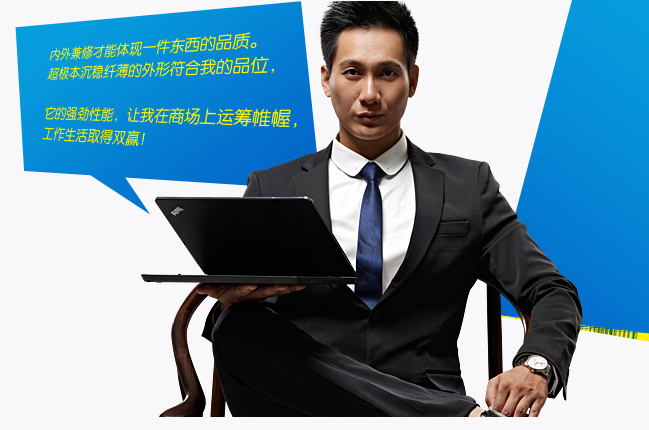 内外兼修才能体现一件东西的品质。
超极本沉稳纤薄的外形符合我的品位，
它的强劲性能，让我在商场上运筹帷幄，
工作生活取得双赢！